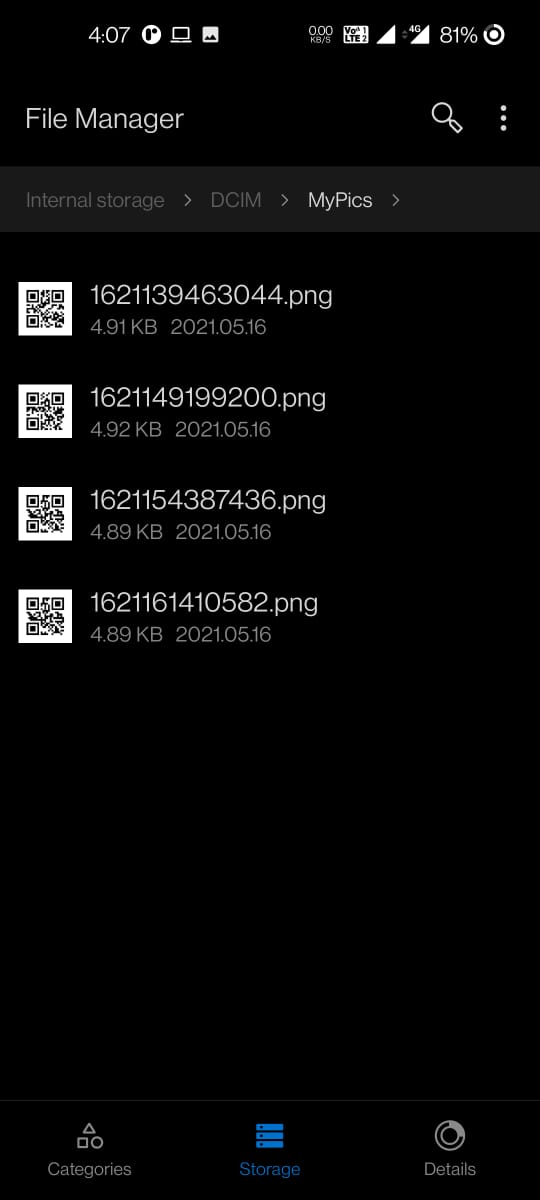 4:07 0.00 KB/S Vo 1 LTE 2 4G 81%
File Manager
Internal storage DCIM MyPics
1621139463044.png
4.91 KB 2021.05.16
1621149199200.png
4.92 KB 2021.05.16
1621154387436.png
4.89 KB 2021.05.16
1621161410582.png
4.89 KB 2021.05.16
Categories Storage Details